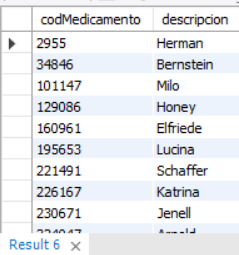 codMedicamento descripcion
2955 Herman
34846 Bernstein
101147 Milo
129086 Honey
160961 Elfriede
195653 Lucina
221491 Schaffer
226167 Katrina
230671 Jenell
Result 6 ×